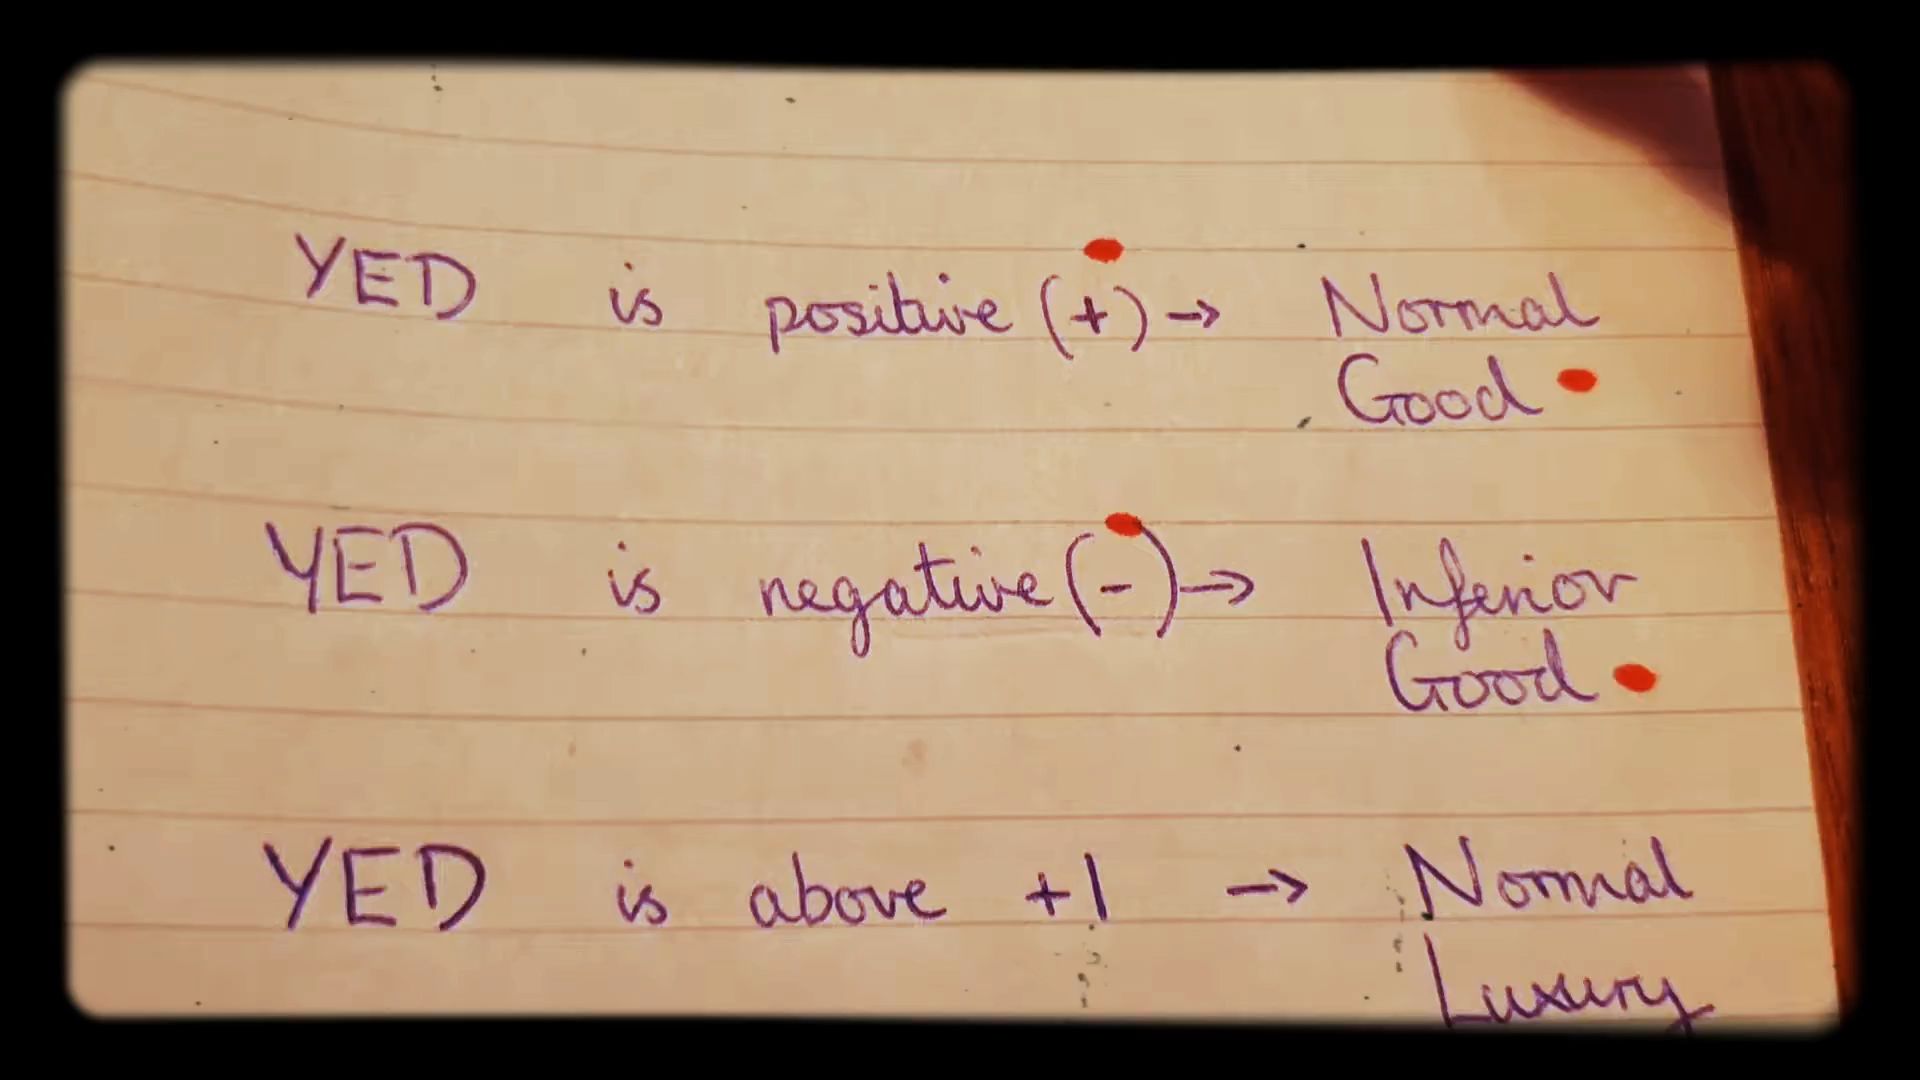 YED is positive (+) → Normal
Good
YED is negative (-) → Inferior
Good
YED is above +1 → Normal
Luxury